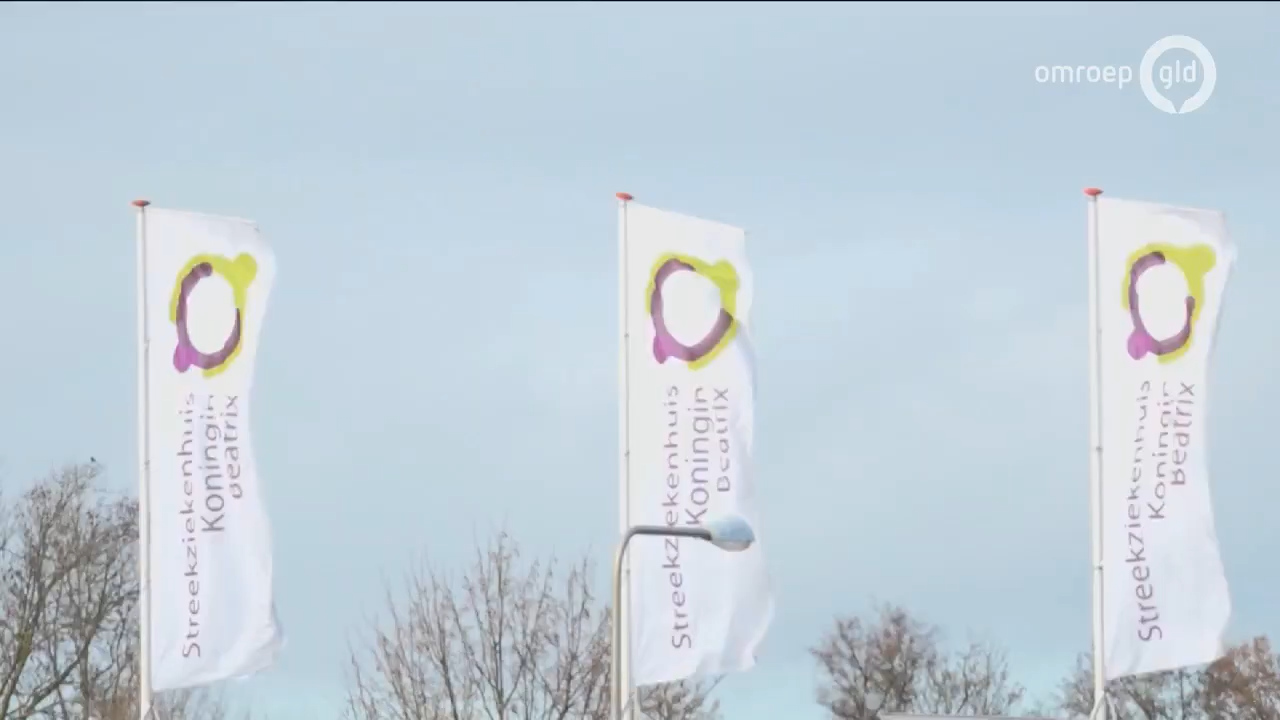 omroep gld
Streekziekenhuis
Koningin
Beatrix
Streekziekenhuis
Koningin
Beatrix
Streekziekenhuis
Koningin
Beatrix